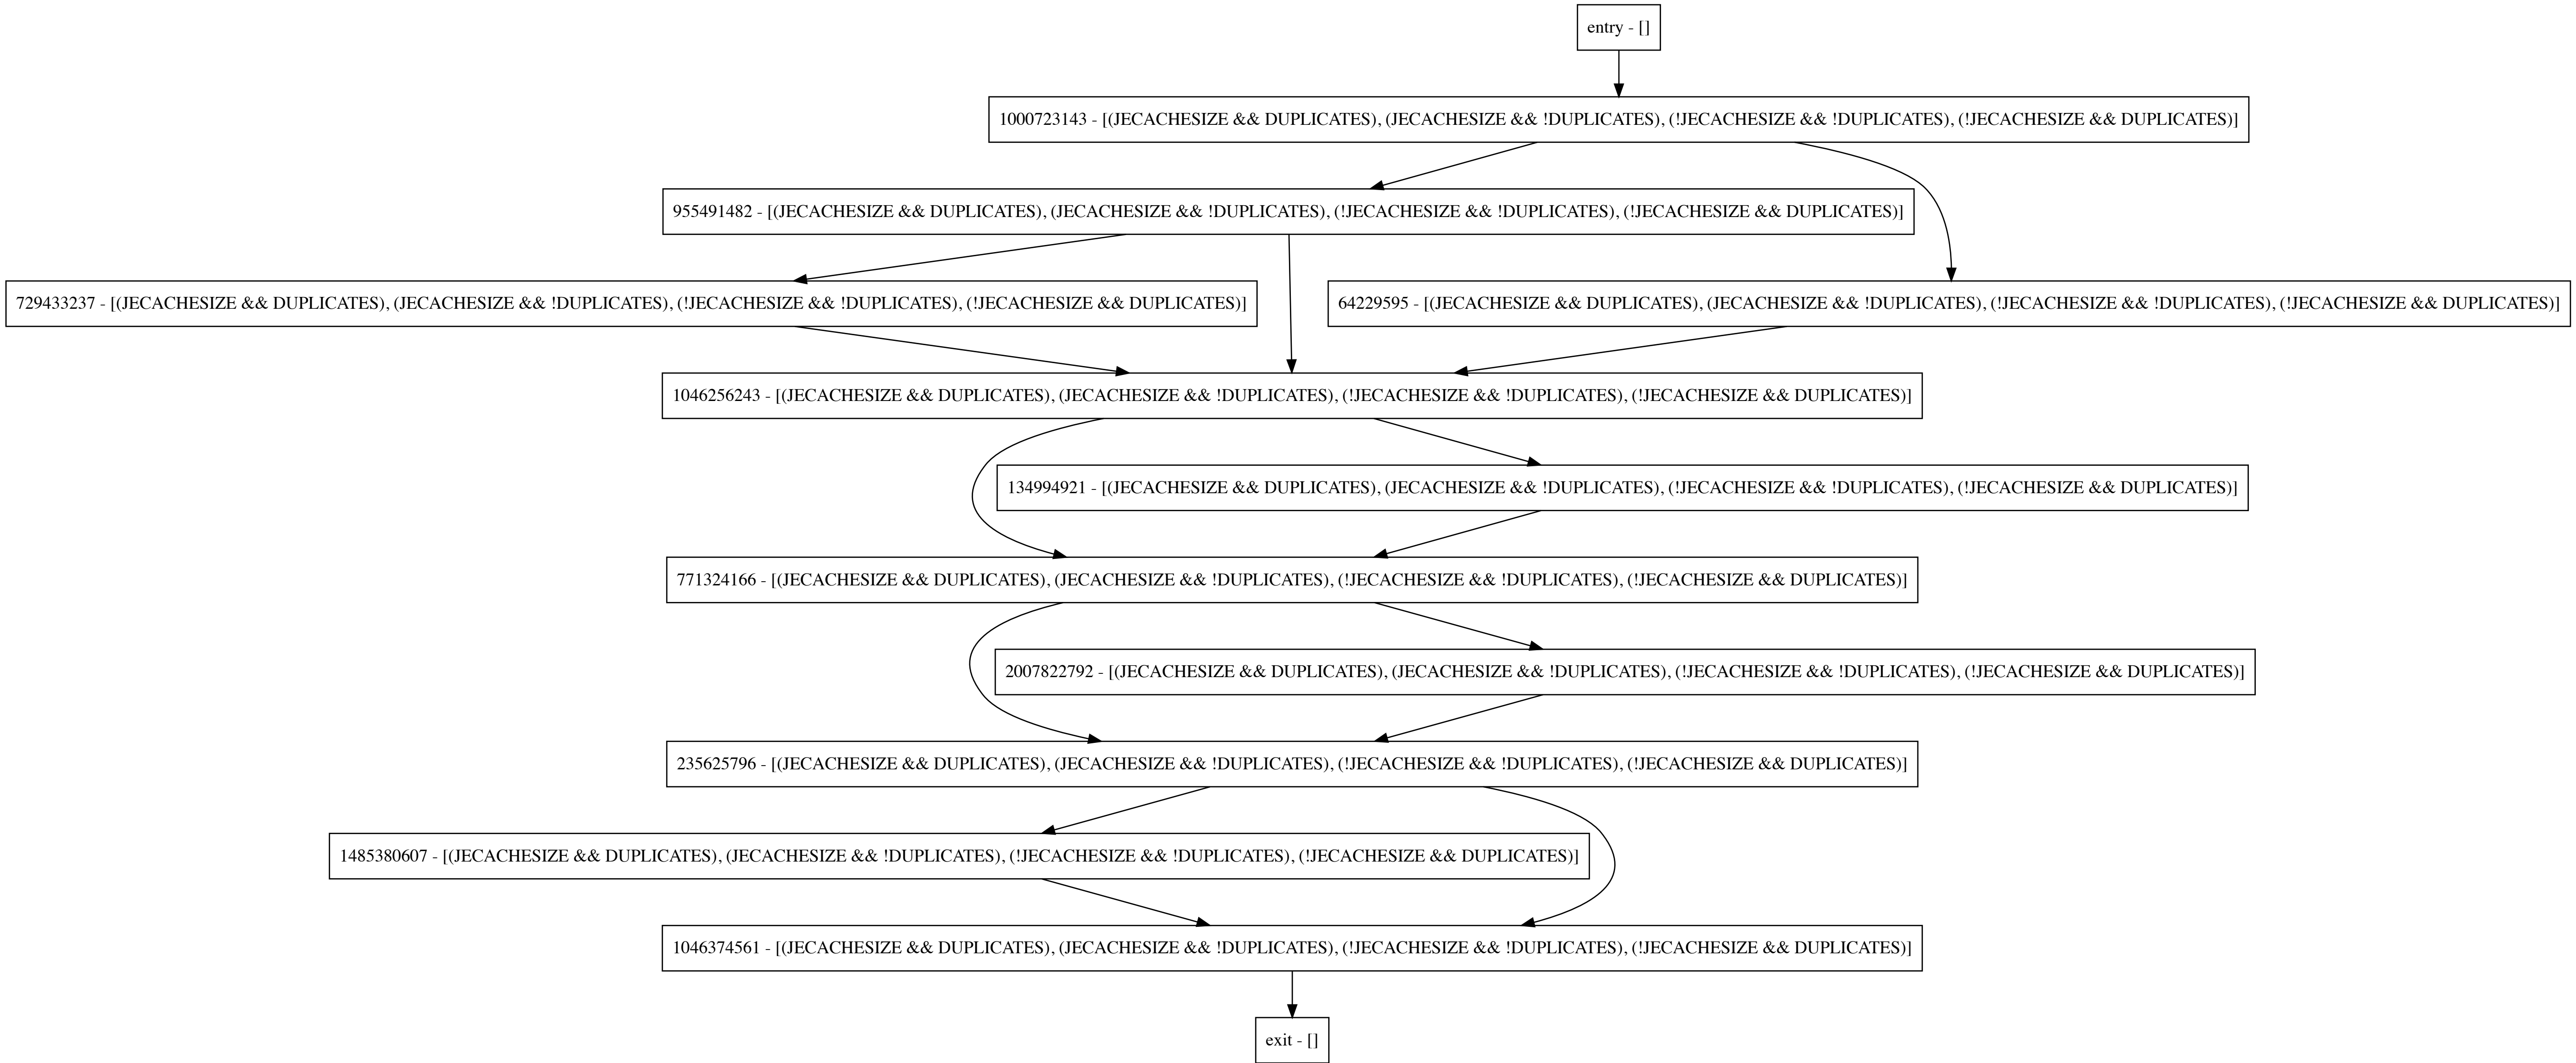 entry - []
1000723143 - [(JECACHESIZE && DUPLICATES), (JECACHESIZE && !DUPLICATES), (!JECACHESIZE && !DUPLICATES), (!JECACHESIZE && DUPLICATES)]
955491482 - [(JECACHESIZE && DUPLICATES), (JECACHESIZE && !DUPLICATES), (!JECACHESIZE && !DUPLICATES), (!JECACHESIZE && DUPLICATES)]
729433237 - [(JECACHESIZE && DUPLICATES), (JECACHESIZE && !DUPLICATES), (!JECACHESIZE && !DUPLICATES), (!JECACHESIZE && DUPLICATES)]
64229595 - [(JECACHESIZE && DUPLICATES), (JECACHESIZE && !DUPLICATES), (!JECACHESIZE && !DUPLICATES), (!JECACHESIZE && DUPLICATES)]
1046256243 - [(JECACHESIZE && DUPLICATES), (JECACHESIZE && !DUPLICATES), (!JECACHESIZE && !DUPLICATES), (!JECACHESIZE && DUPLICATES)]
134994921 - [(JECACHESIZE && DUPLICATES), (JECACHESIZE && !DUPLICATES), (!JECACHESIZE && !DUPLICATES), (!JECACHESIZE && DUPLICATES)]
771324166 - [(JECACHESIZE && DUPLICATES), (JECACHESIZE && !DUPLICATES), (!JECACHESIZE && !DUPLICATES), (!JECACHESIZE && DUPLICATES)]
2007822792 - [(JECACHESIZE && DUPLICATES), (JECACHESIZE && !DUPLICATES), (!JECACHESIZE && !DUPLICATES), (!JECACHESIZE && DUPLICATES)]
235625796 - [(JECACHESIZE && DUPLICATES), (JECACHESIZE && !DUPLICATES), (!JECACHESIZE && !DUPLICATES), (!JECACHESIZE && DUPLICATES)]
1485380607 - [(JECACHESIZE && DUPLICATES), (JECACHESIZE && !DUPLICATES), (!JECACHESIZE && !DUPLICATES), (!JECACHESIZE && DUPLICATES)]
1046374561 - [(JECACHESIZE && DUPLICATES), (JECACHESIZE && !DUPLICATES), (!JECACHESIZE && !DUPLICATES), (!JECACHESIZE && DUPLICATES)]
exit - []